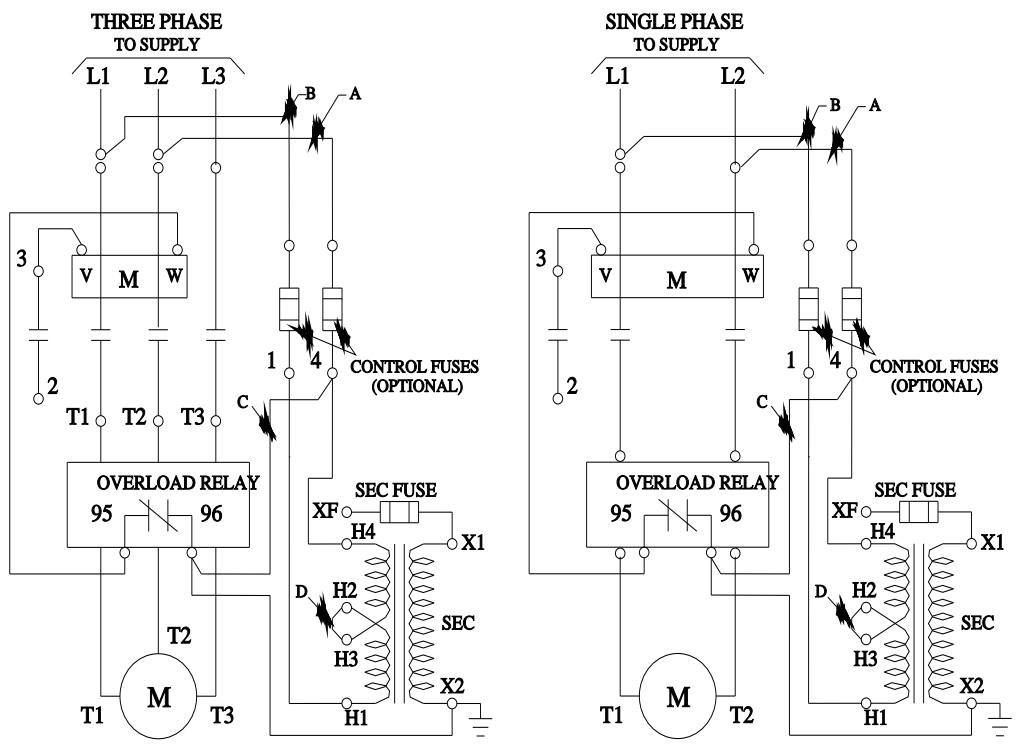 THREE PHASE
TO SUPPLY
L1 L2 L3
B
A
3
V M W
1 4
CONTROL FUSES
(OPTIONAL)
2
C
T1 T2 T3
OVERLOAD RELAY
95 96
SEC FUSE
XF
H4
X1
D
H2
SEC
H3
T2
X2
M
T1 T3
H1
SINGLE PHASE
TO SUPPLY
L1 L2
B
A
3
V M W
1 4
CONTROL FUSES
(OPTIONAL)
2
C
OVERLOAD RELAY
95 96
SEC FUSE
XF
H4
X1
D
H2
SEC
H3
X2
M
T1 T2
H1